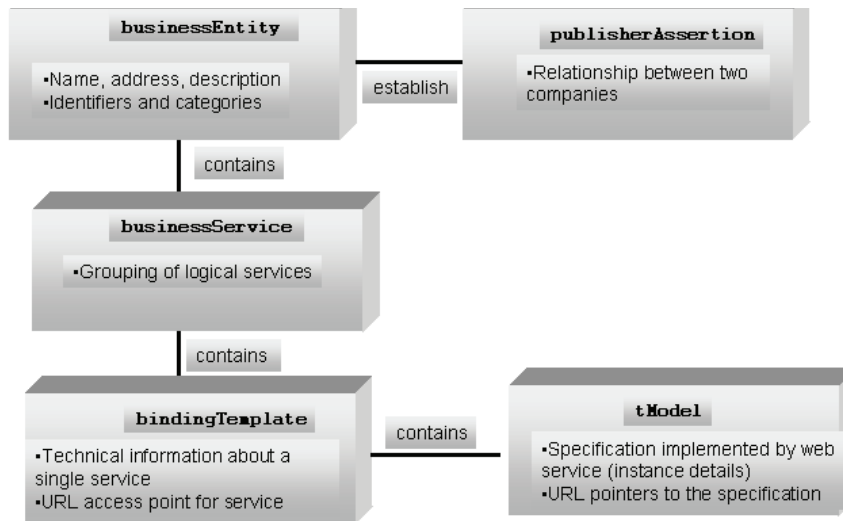 businessEntity
▪Name, address, description
▪Identifiers and categories
establish
publisherAssertion
▪Relationship between two
companies
contains
businessService
▪Grouping of logical services
contains
bindingTemplate
▪Technical information about a
single service
▪URL access point for service
contains
tModel
▪Specification implemented by web
service (instance details)
▪URL pointers to the specification